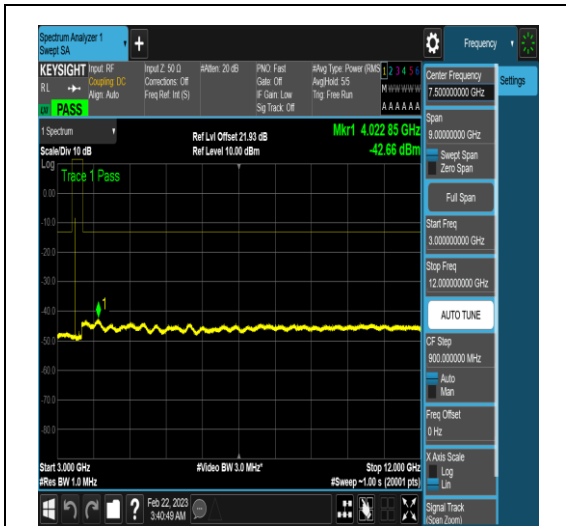 Spectrum Analyzer 1
Swept SA
+
Frequency
KEYSIGHT
Input: RF
Coupling: DC
Align: Auto
Input Z: 50 Ω
Corrections: Off
Freq Ref: Int (S)
#Atten: 20 dB
PNO: Fast
Gate: Off
IF Gain: Low
Sig Track: Off
#Avg Type: Power (RMS
Avg|Hold: 5/5
Trig: Free Run
1 2 3 4 5 6
M W W W W W
A A A A A A
RL
PASS
Center Frequency
7.500000000 GHz
Settings
Span
9.00000000 GHz
Swept Span
Zero Span
Full Span
Start Freq
3.000000000 GHz
Stop Freq
12.000000000 GHz
AUTO TUNE
CF Step
900.000000 MHz
Auto
Man
Freq Offset
0 Hz
X Axis Scale
Log
Lin
Signal Track
(Span Zoom)
1 Spectrum
Scale/Div 10 dB
Ref Lvl Offset 21.93 dB
Ref Level 10.00 dBm
Mkr1 4.022 85 GHz
-42.66 dBm
Log
Trace 1 Pass
0.00
-10.0
-20.0
-30.0
-40.0
-50.0
-60.0
-70.0
-80.0
1
Start 3.000 GHz
#Res BW 1.0 MHz
#Video BW 3.0 MHz*
Stop 12.000 GHz
#Sweep ~1.00 s (20001 pts)
?
Feb 22, 2023
3:40:49 AM